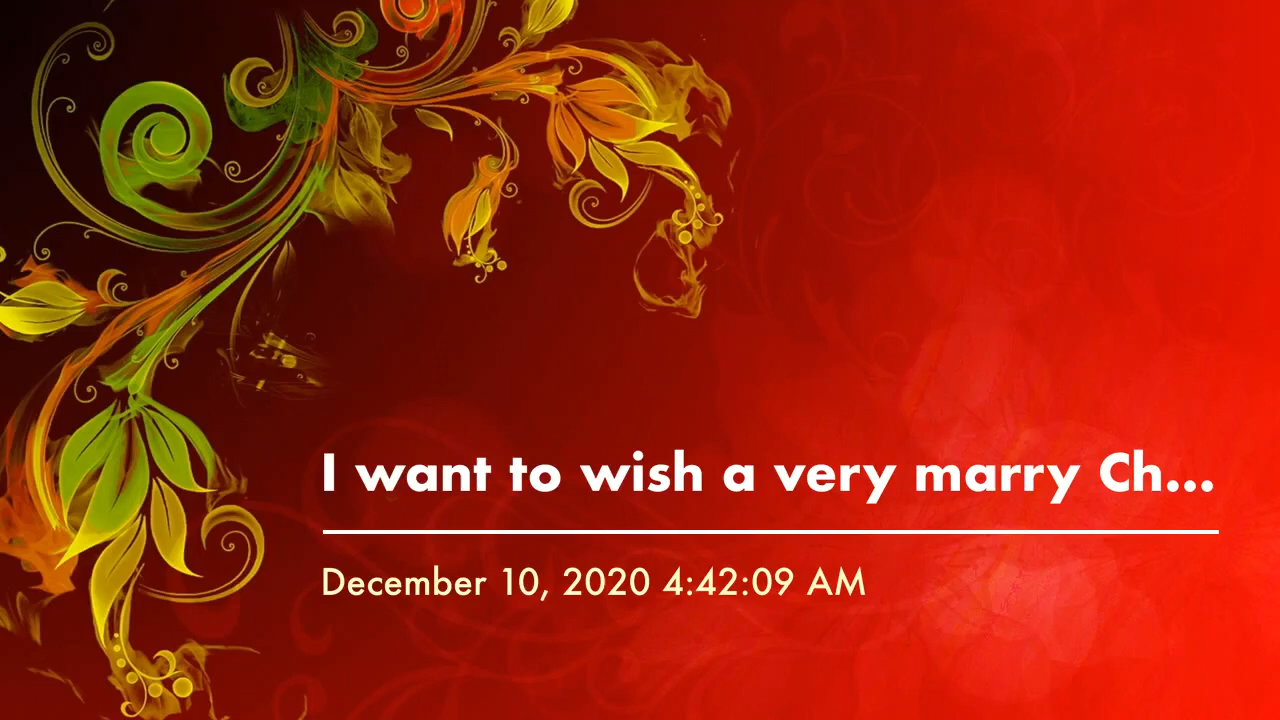 I want to wish a very marry Ch...
December 10, 2020 4:42:09 AM